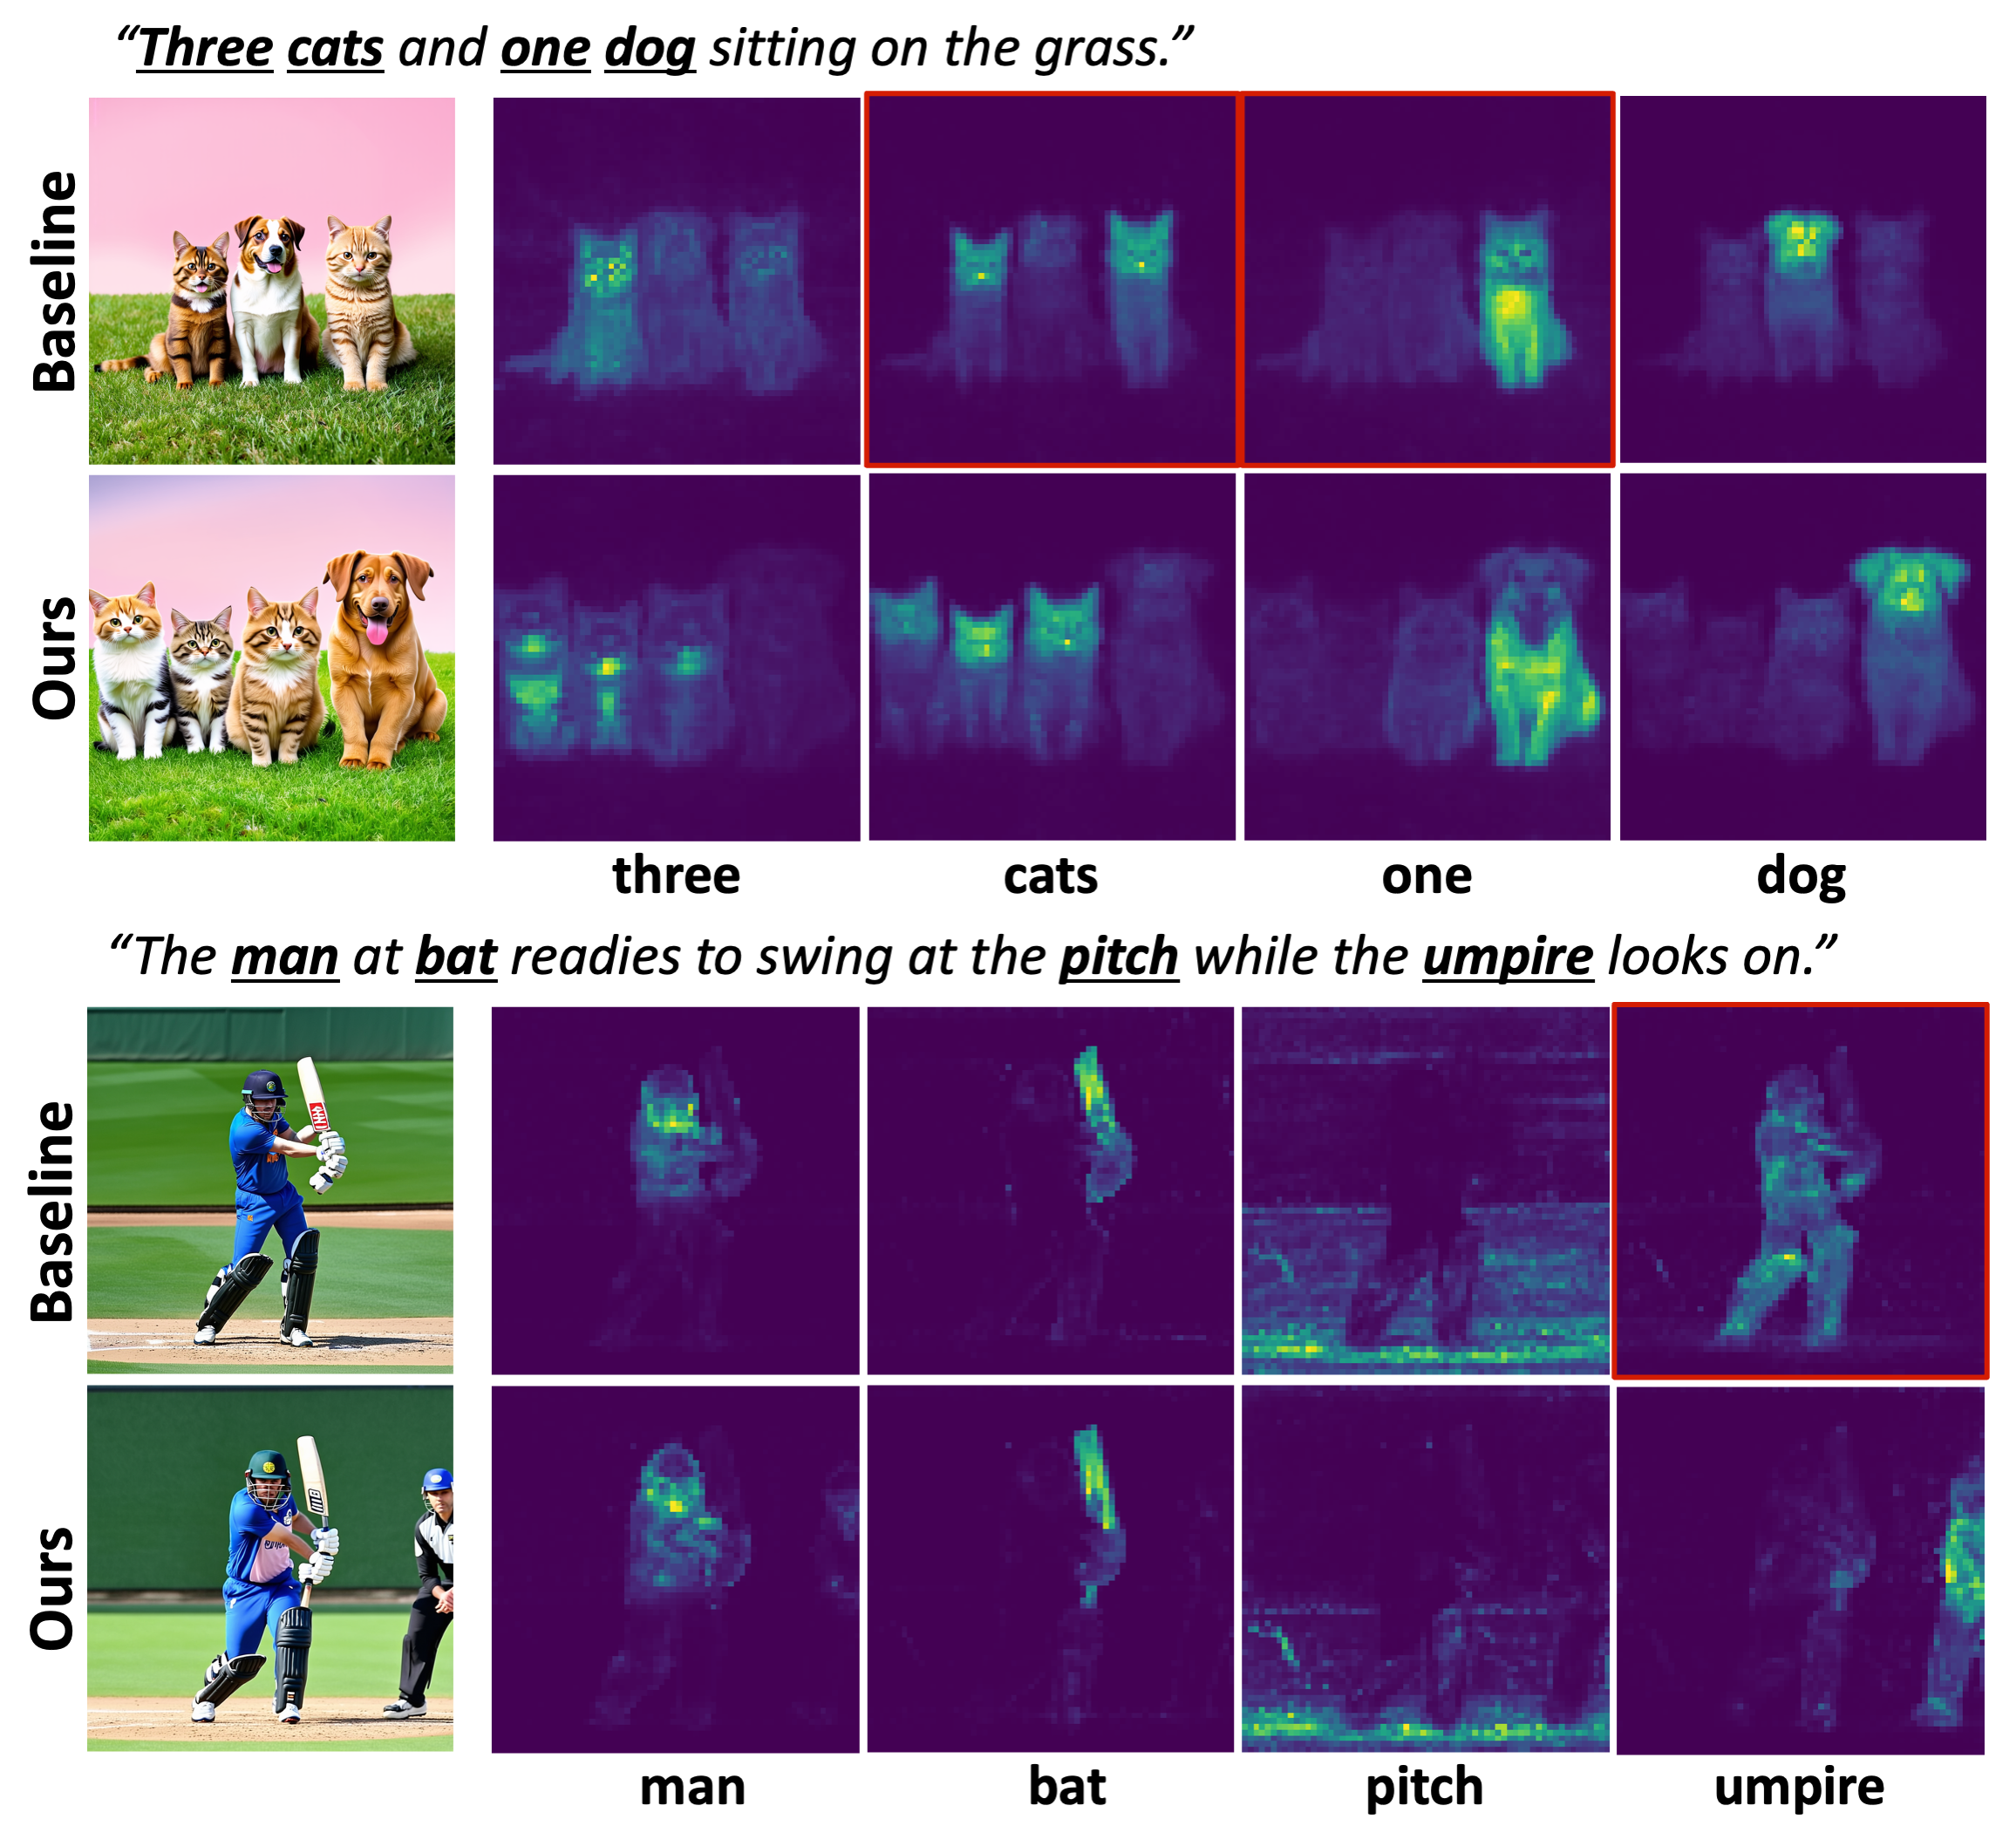 “Three cats and one dog sitting on the grass.”
Baseline
Ours
three cats one dog
“The man at bat readies to swing at the pitch while the umpire looks on.”
Baseline
Ours
man bat pitch umpire